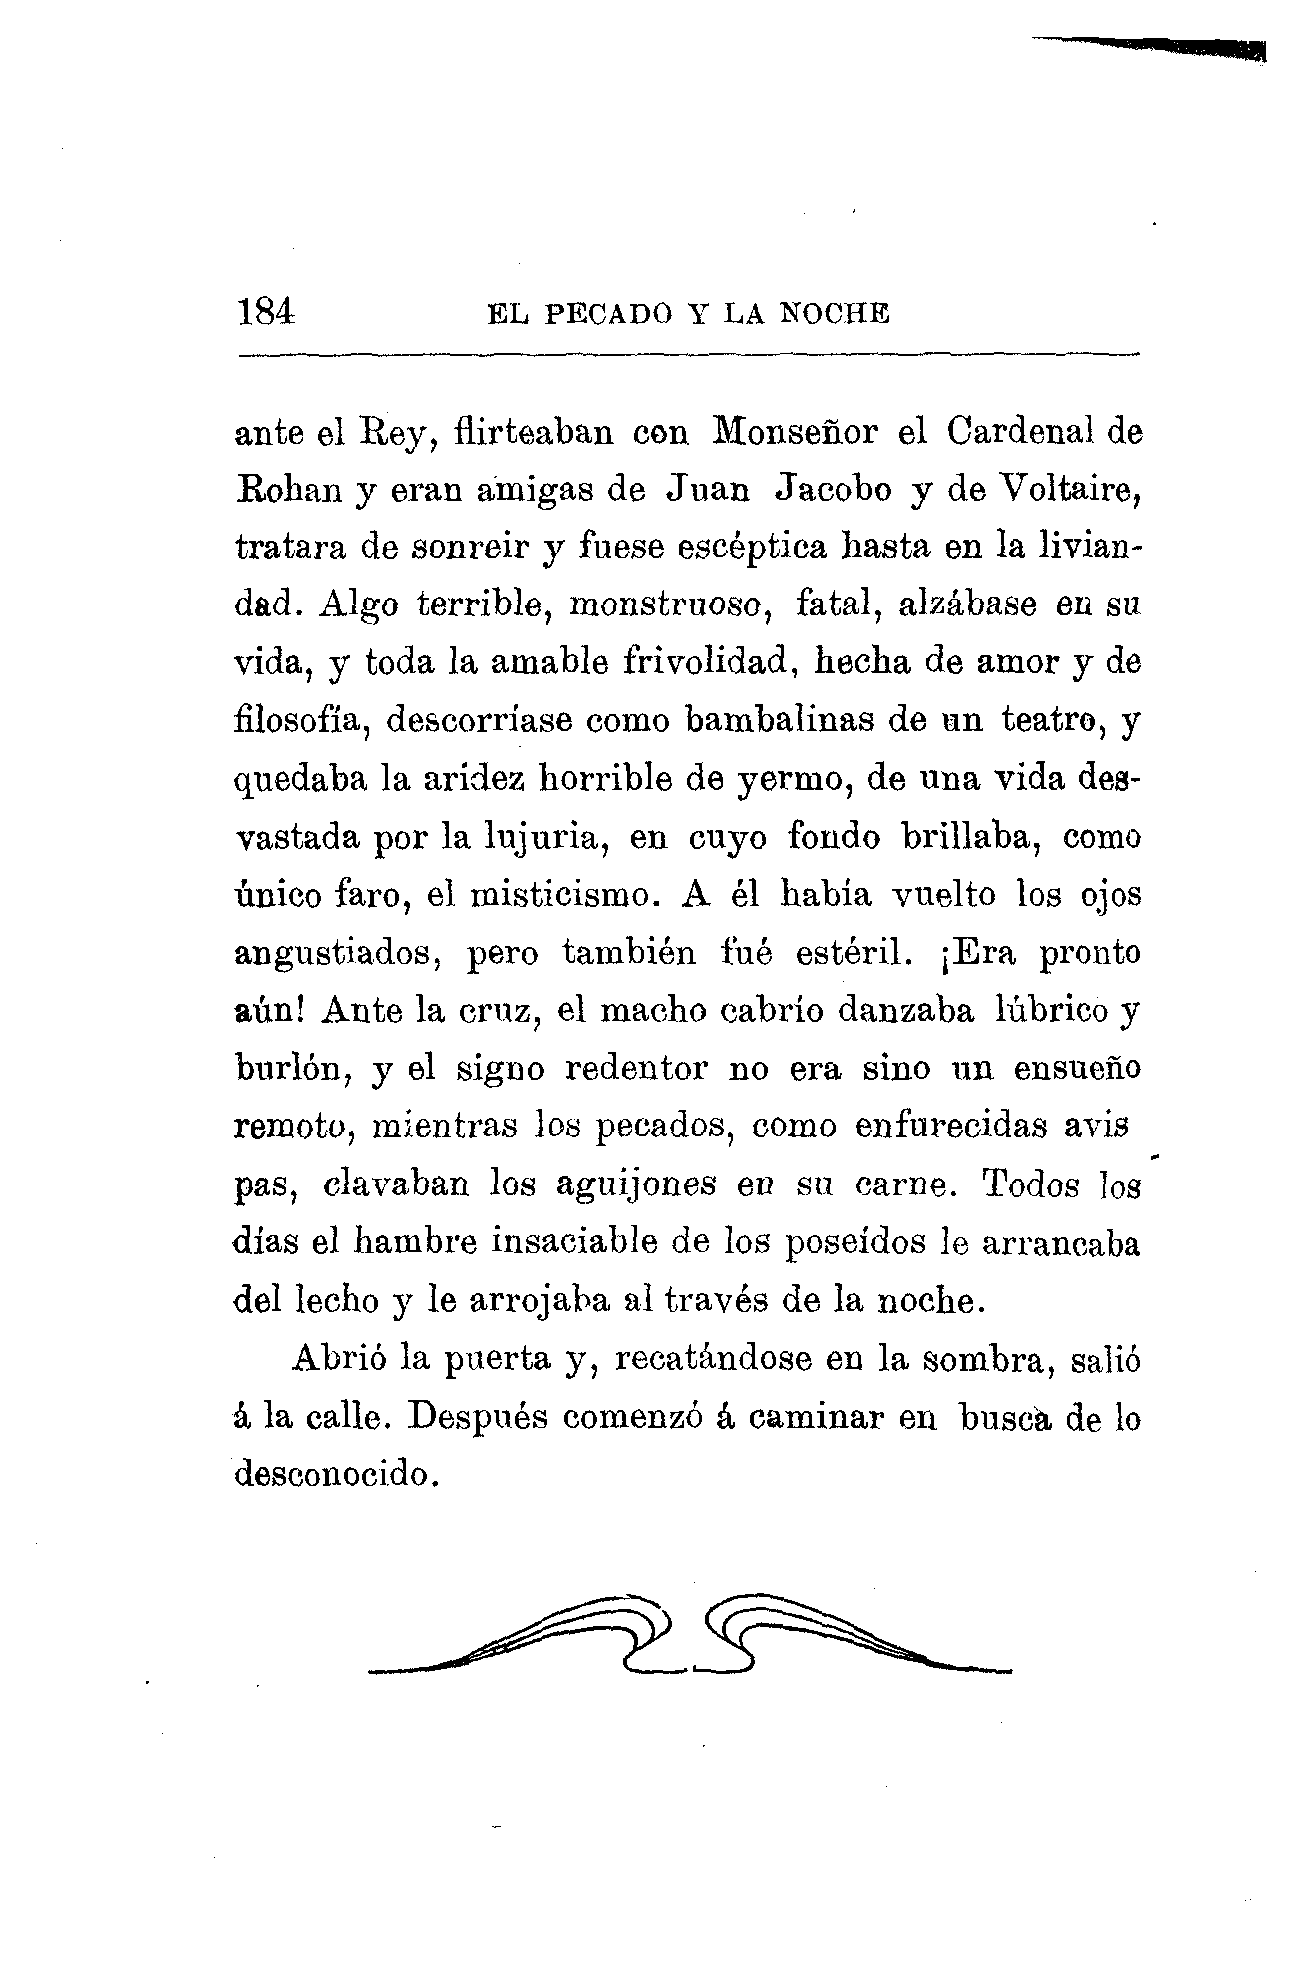 184 EL PECADO Y LA NOCHE
ante el Rey, flirteaban con Monseñor el Cardenal de
Rohan y eran amigas de Juan Jacobo y de Voltaire,
tratara de sonreir y fuese escéptica hasta en la livian-
dad. Algo terrible, monstruoso, fatal, alzábase en su
vida, y toda la amable frivolidad, hecha de amor y de
filosofía, descorríase como bambalinas de un teatro, y
quedaba la aridez horrible de yermo, de una vida des-
vastada por la lujuria, en cuyo fondo brillaba, como
único faro, el misticismo. A él había vuelto los ojos
angustiados, pero también fué estéril. ¡Era pronto
aún! Ante la cruz, el macho cabrío danzaba lúbrico y
burlón, y el signo redentor no era sino un ensueño
remoto, mientras los pecados, como enfurecidas avis
pas, clavaban los aguijones en su carne. Todos los
días el hambre insaciable de los poseídos le arrancaba
del lecho y le arrojaba al través de la noche.
Abrió la puerta y, recatándose en la sombra, salió
á la calle. Después comenzó á caminar en busca de lo
desconocido.